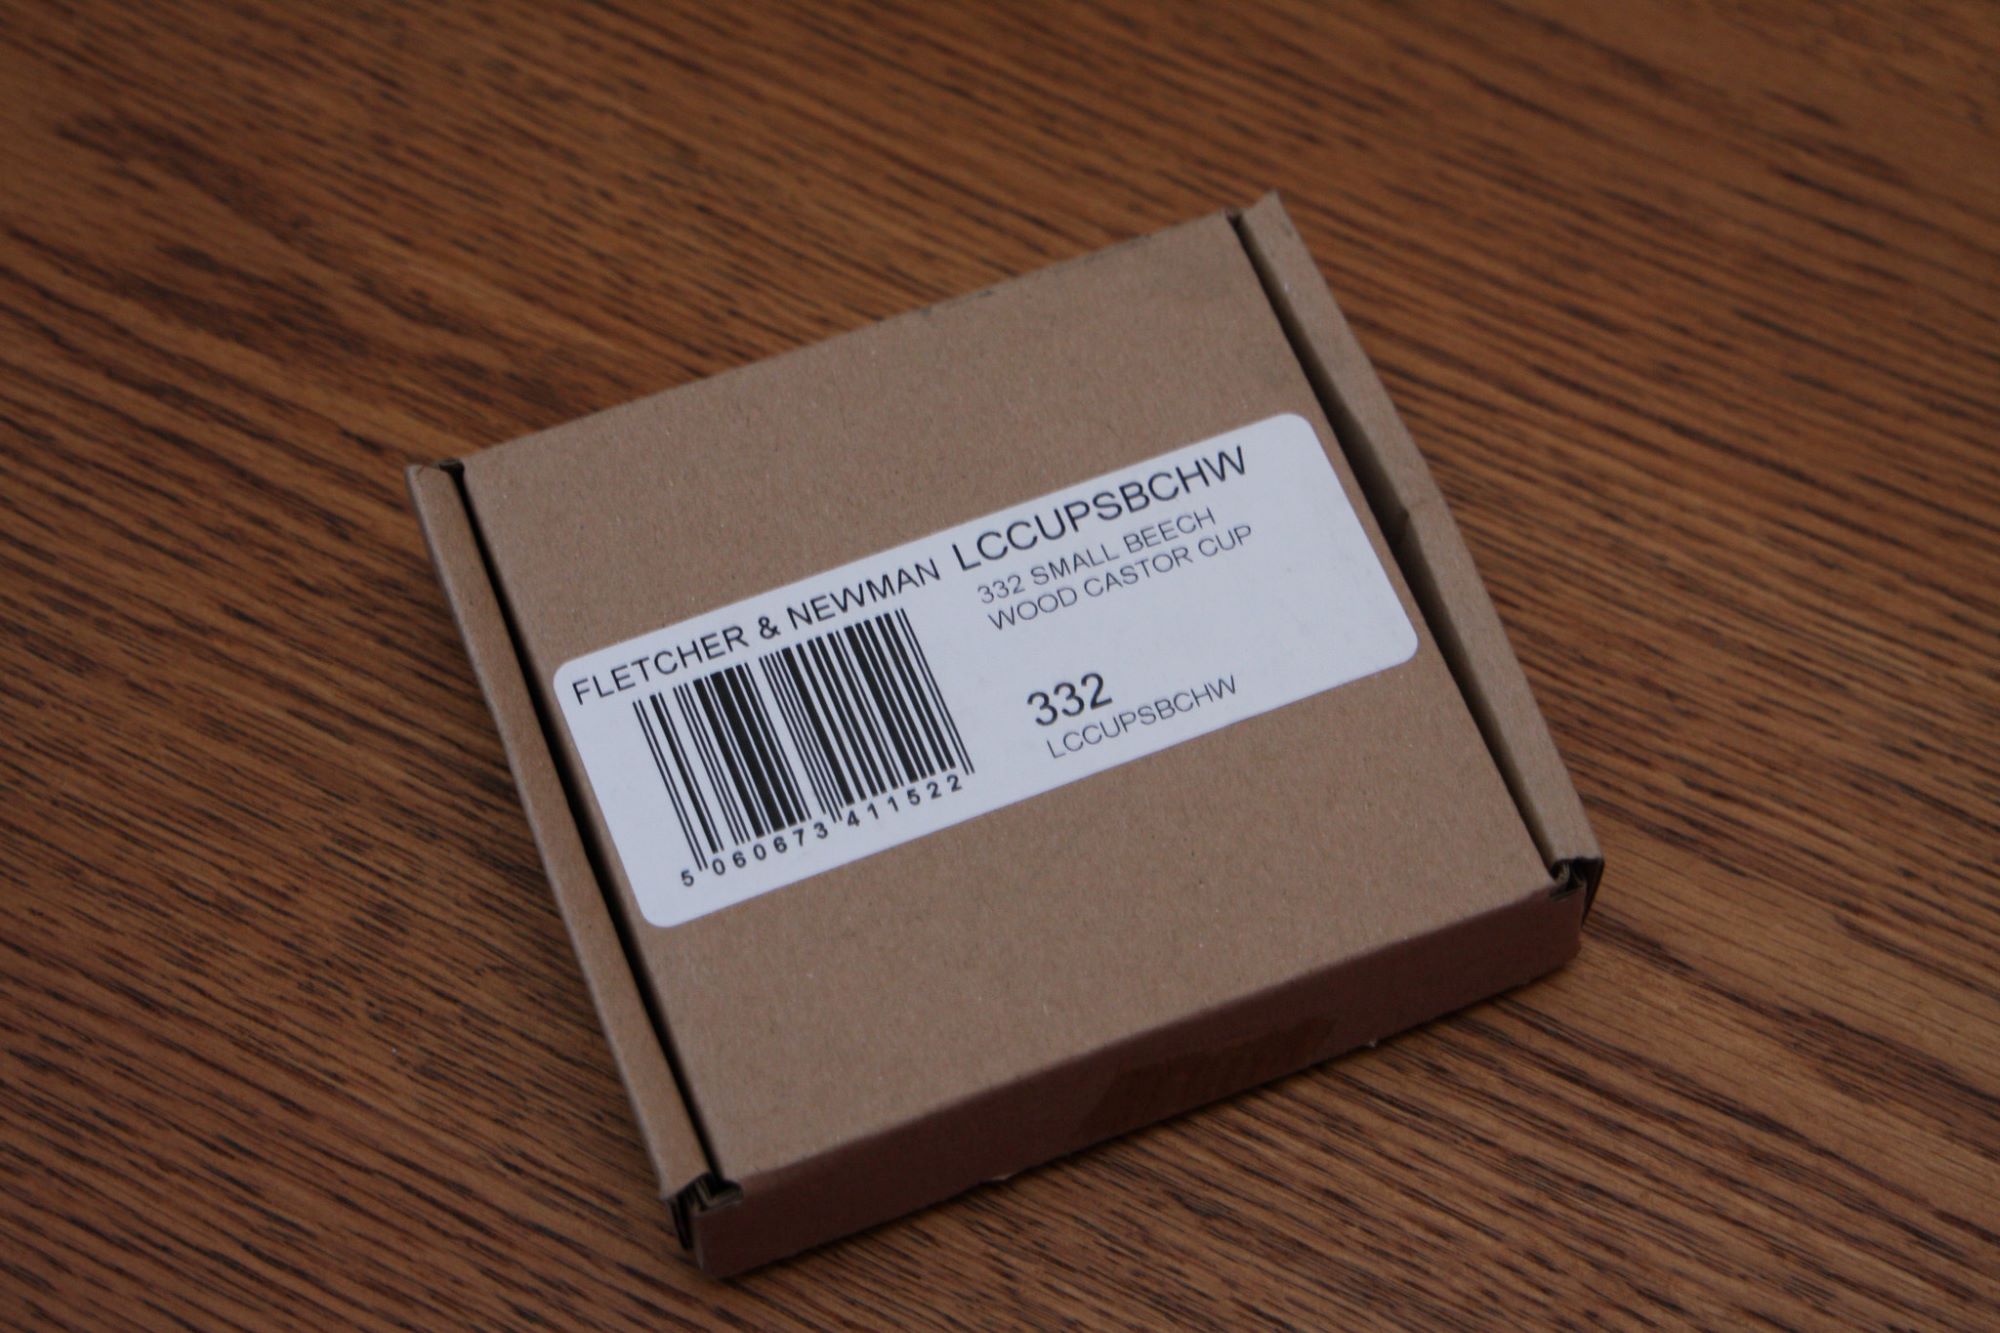 FLETCHER & NEWMAN LCCUPSBCHW
332 SMALL BEECH
WOOD CASTOR CUP
332
LCCUPSBCHW
5 060673 411522